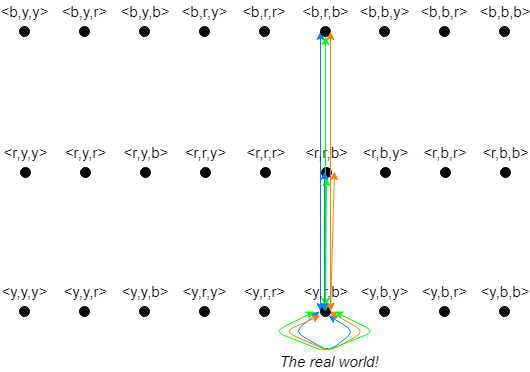 <b,y,y> <b,y,r> <b,y,b> <b,r,y> <b,r,r> <b,r,b> <b,b,y> <b,b,r> <b,b,b>
<r,y,y> <r,y,r> <r,y,b> <r,r,y> <r,r,r> <r,r,b> <r,b,y> <r,b,r> <r,b,b>
<y,y,y> <y,y,r> <y,y,b> <y,r,y> <y,r,r> <y,r,b> <y,b,y> <y,b,r> <y,b,b>
The real world!